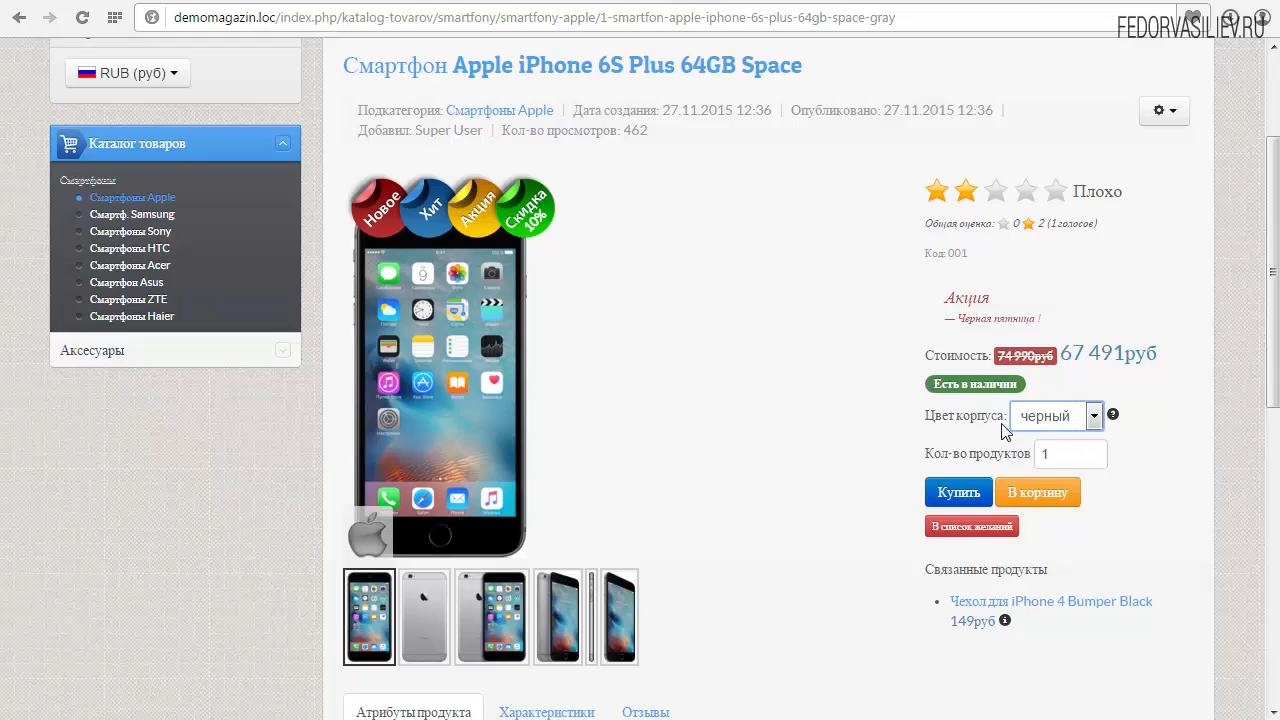 demomagazin.loc/index.php/katalog-tovarov/smartfony/smartfony-apple/1-smartfon-apple-iphone-6s-plus-64gb-space-gray
FEDORVASILIEV.RU
RUB (руб)
Каталог товаров
Смартфоны
Смартфоны Apple
Смартф. Samsung
Смартфоны Sony
Смартфоны HTC
Смартфоны Acer
Смартфон Asus
Смартфоны ZTE
Смартфоны Haier
Аксесуары
Смартфон Apple iPhone 6S Plus 64GB Space
Подкатегория: Смартфоны Apple | Дата создания: 27.11.2015 12:36 | Опубликовано: 27.11.2015 12:36 |
Добавил: Super User | Кол-во просмотров: 462
Новое
Хит
Акция
Скидка
10%
Плохо
Общая оценка: 0 2 (1 голосов)
Код: 001
Акция
— Черная пятница !
Стоимость: 74 990руб 67 491руб
Есть в наличии
Цвет корпуса: черный
Кол-во продуктов 1
Купить В корзину
В список желаний
Связанные продукты
Чехол для iPhone 4 Bumper Black
149руб
Атрибуты продукта Характеристики Отзывы